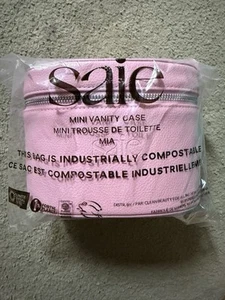 saie
MINI VANITY CASE
MINI TROUSSE DE TOILETTE
MIA
THIS BAG IS INDUSTRIALLY COMPOSTABLE
CE SAC EST COMPOSTABLE INDUSTRIELLEMENT